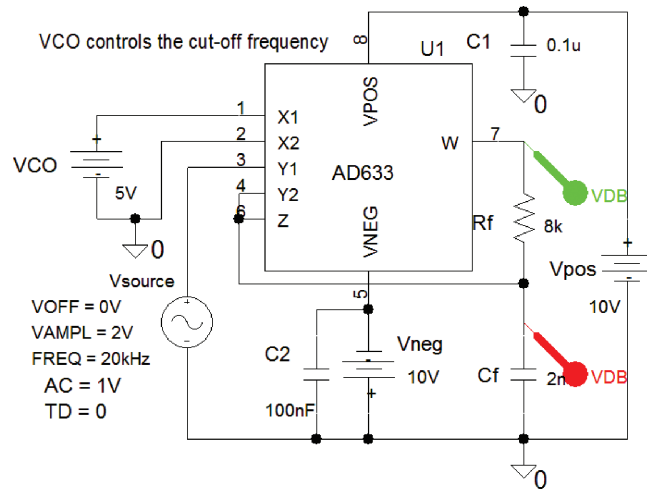 VCO controls the cut-off frequency
8
U1
C1
0.1u
0
1
X1
VPOS
2
X2
W
7
3
Y1
VCO
4
Y2
AD633
6
Z
5V
VNEG
Rf
8k
VDB
0
Vsource
5
Vpos
10V
VOFF = 0V
VAMPL = 2V
FREQ = 20kHz
AC = 1V
TD = 0
C2
100nF
Vneg
10V
Cf
VDB
0